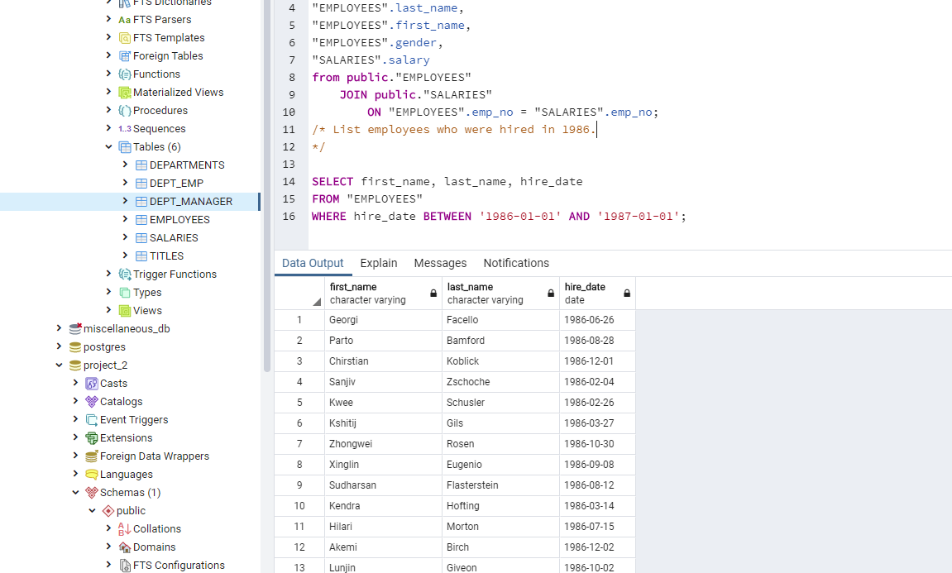 FTS Dictionaries
FTS Parsers
FTS Templates
Foreign Tables
Functions
Materialized Views
Procedures
1..3 Sequences
Tables (6)
DEPARTMENTS
DEPT_EMP
DEPT_MANAGER
EMPLOYEES
SALARIES
TITLES
Trigger Functions
Types
Views
miscellaneous_db
postgres
project_2
Casts
Catalogs
Event Triggers
Extensions
Foreign Data Wrappers
Languages
Schemas (1)
public
Collations
Domains
FTS Configurations
4 "EMPLOYEES".last_name,
5 "EMPLOYEES".first_name,
6 "EMPLOYEES".gender,
7 "SALARIES".salary
8 from public."EMPLOYEES"
9 JOIN public."SALARIES"
10 ON "EMPLOYEES".emp_no = "SALARIES".emp_no;
11 /* List employees who were hired in 1986.
12 */
13
14 SELECT first_name, last_name, hire_date
15 FROM "EMPLOYEES"
16 WHERE hire_date BETWEEN '1986-01-01' AND '1987-01-01';
Data Output Explain Messages Notifications
first_name last_name hire_date
character varying character varying date
1 Georgi Facello 1986-06-26
2 Parto Bamford 1986-08-28
3 Chirstian Koblick 1986-12-01
4 Sanjiv Zschoche 1986-02-04
5 Kwee Schusler 1986-02-26
6 Kshitij Gils 1986-03-27
7 Zhongwei Rosen 1986-10-30
8 Xinglin Eugenio 1986-09-08
9 Sudharsan Flasterstein 1986-08-12
10 Kendra Hofting 1986-03-14
11 Hilari Morton 1986-07-15
12 Akemi Birch 1986-12-02
13 Lunjin Giveon 1986-10-02